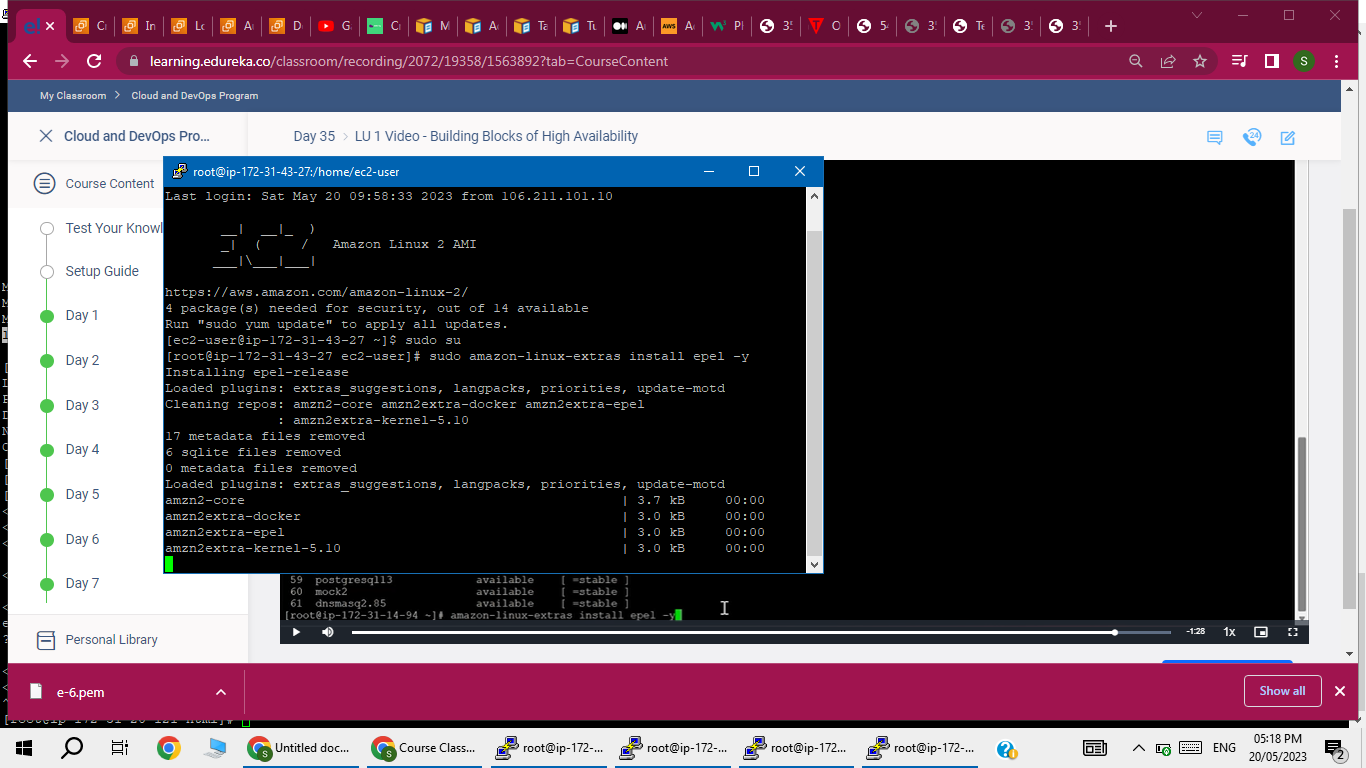 learning.edureka.co/classroom/recording/2072/19358/1563892?tab=CourseContent
S
My Classroom > Cloud and DevOps Program
Cloud and DevOps Pro...
Day 35 > LU 1 Video - Building Blocks of High Availability
24
Course Content
Test Your Knowl
Setup Guide
Day 1
Day 2
Day 3
Day 4
Day 5
Day 6
Day 7
Personal Library
root@ip-172-31-43-27:/home/ec2-user
Last login: Sat May 20 09:58:33 2023 from 106.211.101.10
__| __|_ )
_| ( / Amazon Linux 2 AMI
___|\___|___|
https://aws.amazon.com/amazon-linux-2/
4 package(s) needed for security, out of 14 available
Run "sudo yum update" to apply all updates.
[ec2-user@ip-172-31-43-27 ~]$ sudo su
[root@ip-172-31-43-27 ec2-user]# sudo amazon-linux-extras install epel -y
Installing epel-release
Loaded plugins: extras_suggestions, langpacks, priorities, update-motd
Cleaning repos: amzn2-core amzn2extra-docker amzn2extra-epel
: amzn2extra-kernel-5.10
17 metadata files removed
6 sqlite files removed
0 metadata files removed
Loaded plugins: extras_suggestions, langpacks, priorities, update-motd
amzn2-core | 3.7 kB 00:00
amzn2extra-docker | 3.0 kB 00:00
amzn2extra-epel | 3.0 kB 00:00
amzn2extra-kernel-5.10 | 3.0 kB 00:00
59 postgresql13 available [ =stable ]
60 mock2 available [ =stable ]
61 dnsmasq2.85 available [ =stable ]
[root@ip-172-31-14-94 ~]# amazon-linux-extras install epel -y
-1:28 1x
e-6.pem
Show all
Untitled doc...
Course Class...
root@ip-172-...
root@ip-172-...
root@ip-172...
root@ip-172-...
ENG
05:18 PM
20/05/2023
2